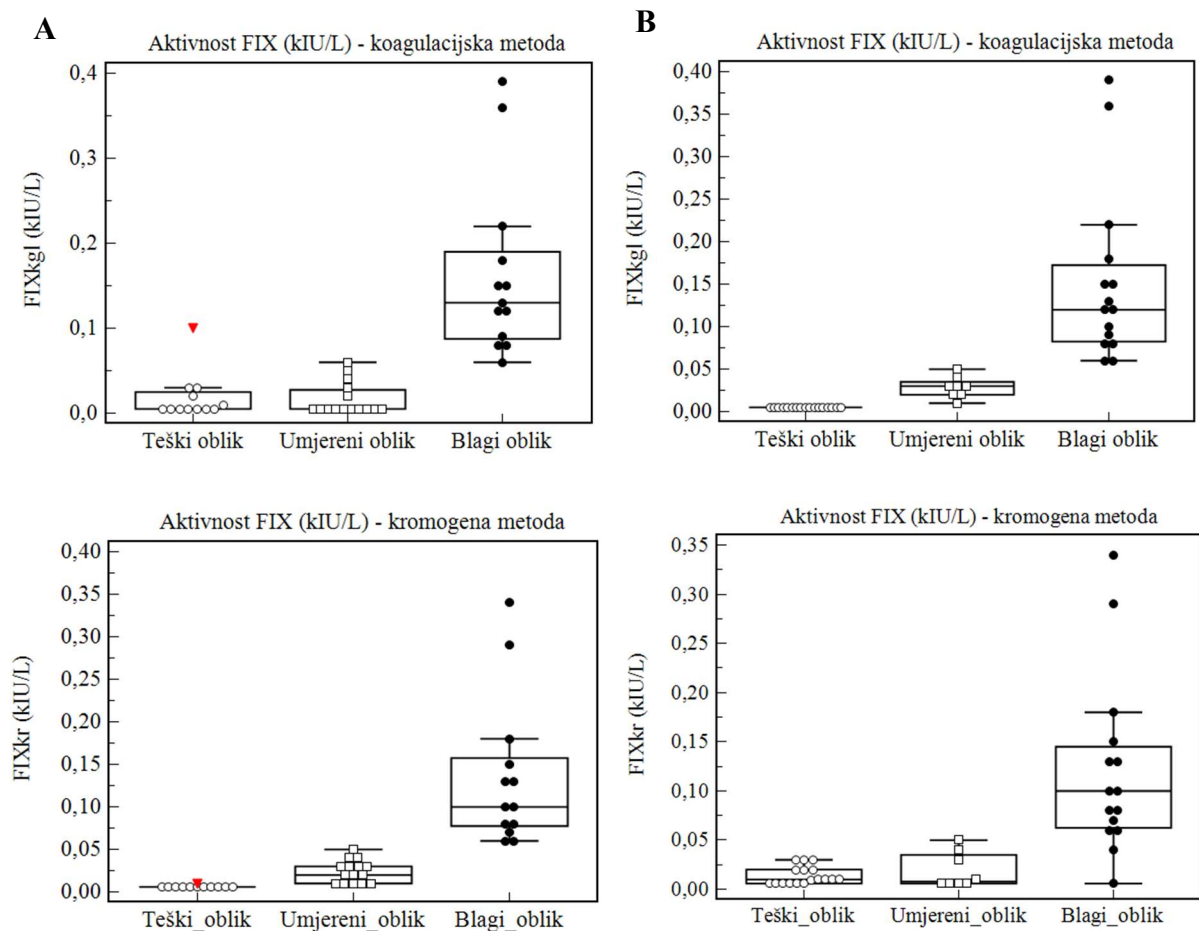 A
Aktivnost FIX (kIU/L) - koagulacijska metoda
FIXkgl (kIU/L)
0,4
0,3
0,2
0,1
0,0
Teški oblik Umjereni oblik Blagi oblik
B
Aktivnost FIX (kIU/L) - koagulacijska metoda
FIXkgl (kIU/L)
0,40
0,35
0,30
0,25
0,20
0,15
0,10
0,05
0,00
Teški oblik Umjereni oblik Blagi oblik
Aktivnost FIX (kIU/L) - kromogena metoda
FIXkr (kIU/L)
0,40
0,35
0,30
0,25
0,20
0,15
0,10
0,05
0,00
Teški_oblik Umjereni_oblik Blagi_oblik
Aktivnost FIX (kIU/L) - kromogena metoda
FIXkr (kIU/L)
0,35
0,30
0,25
0,20
0,15
0,10
0,05
0,00
Teški_oblik Umjereni_oblik Blagi_oblik